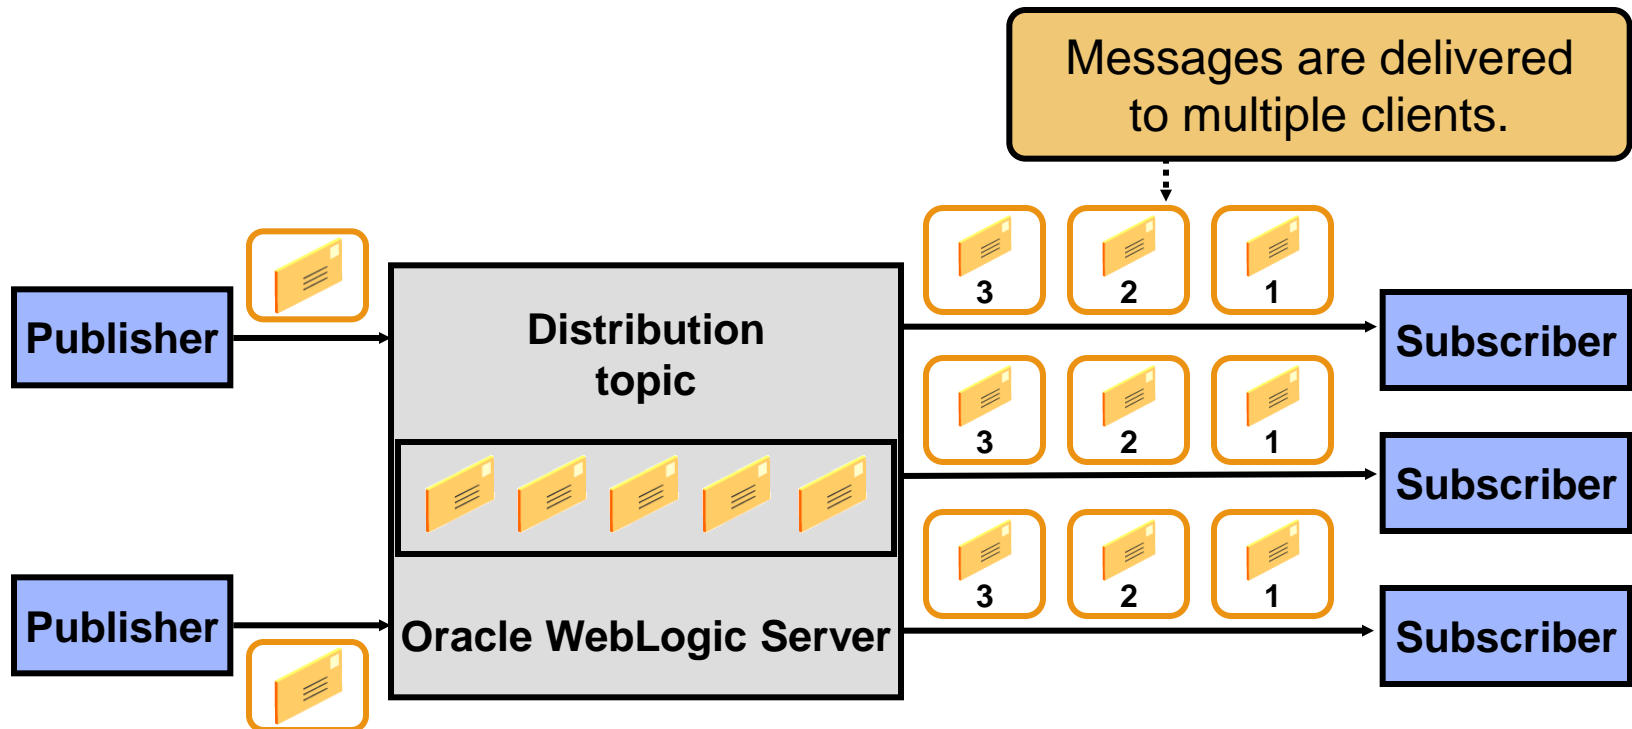 Messages are delivered
to multiple clients.
3 2 1
Publisher
Distribution
topic
Subscriber
3 2 1
Subscriber
3 2 1
Publisher
Oracle WebLogic Server
Subscriber